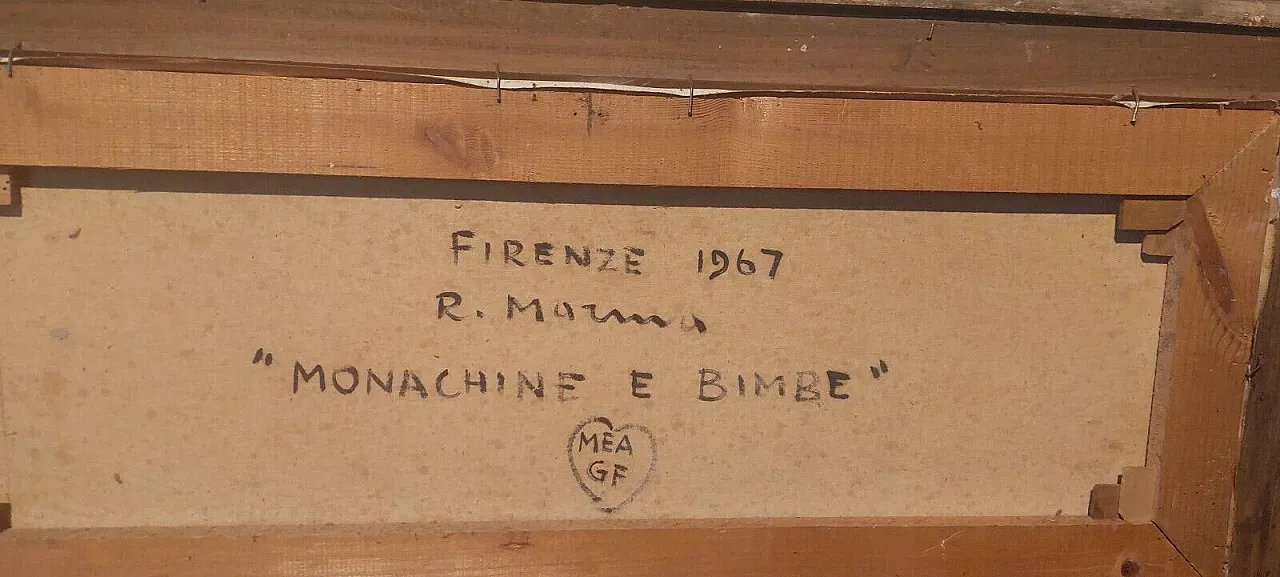 FIRENZE 1967
R. Marma
"MONACHINE E BIMBE"
MEA
GF